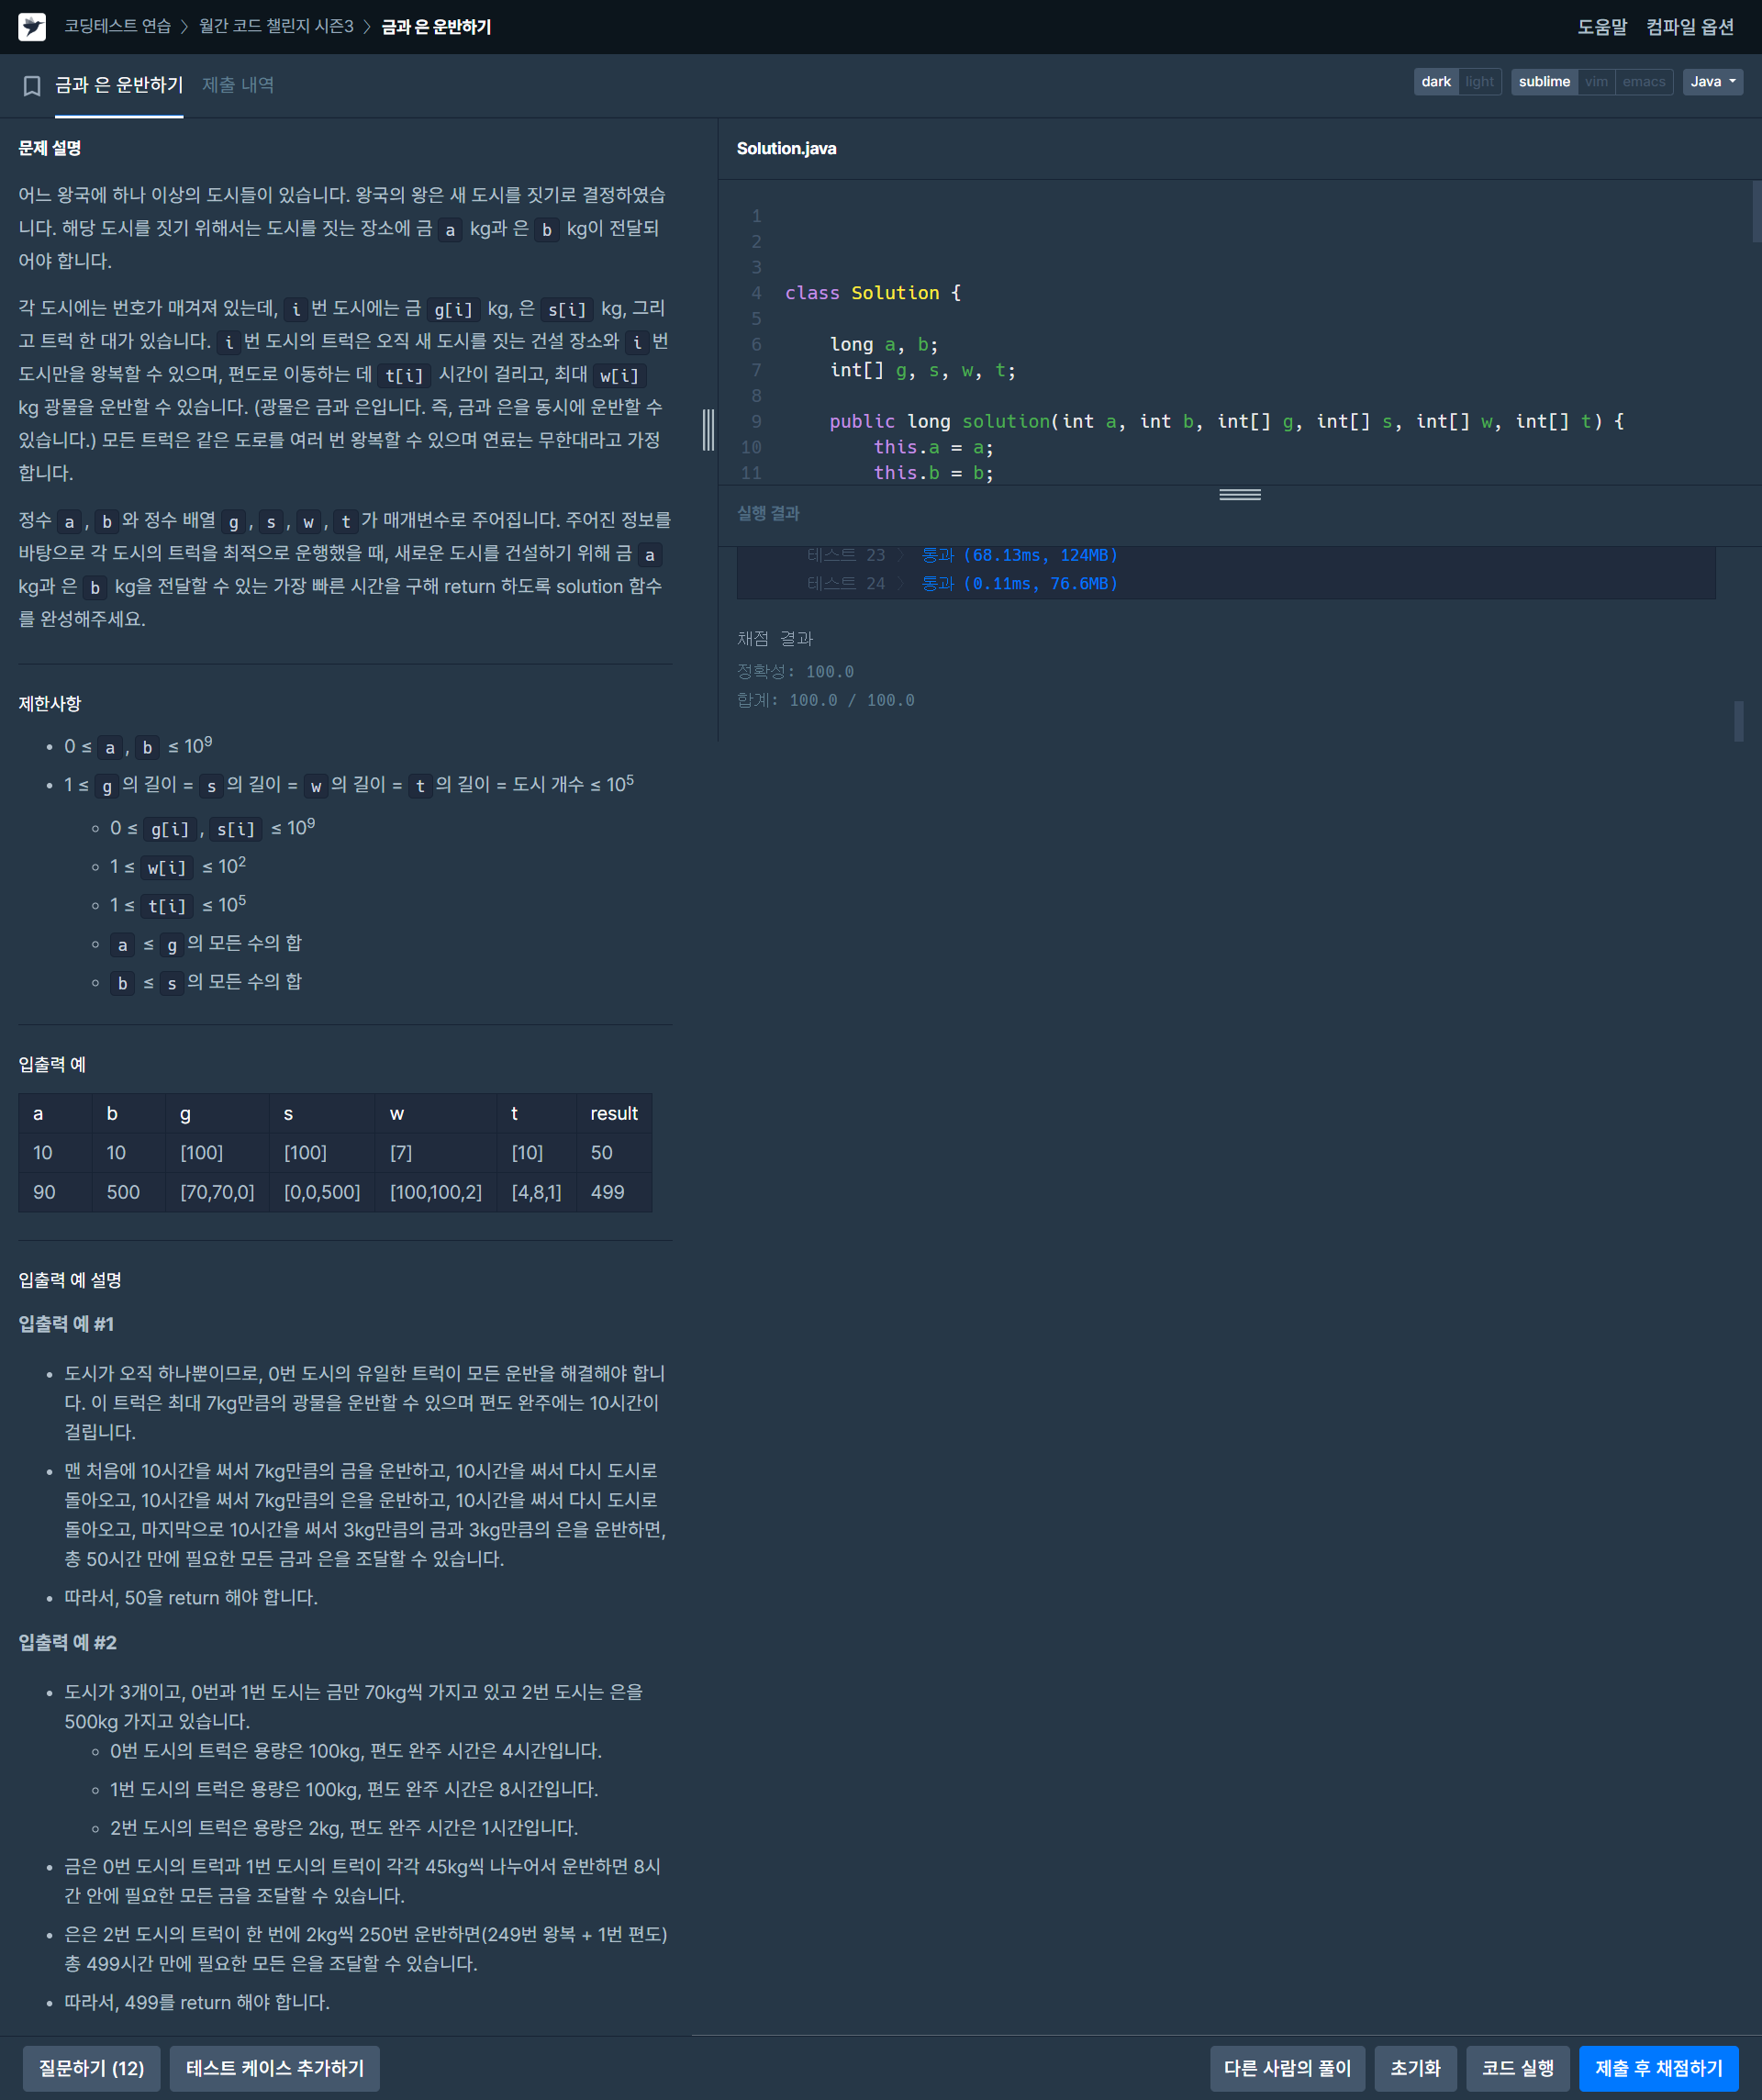 코딩테스트 연습 〉 월간 코드 챌린지 시즌3 〉 금과 은 운반하기
도움말 컴파일 옵션
금과 은 운반하기 제출 내역
dark light sublime vim emacs Java
문제 설명
어느 왕국에 하나 이상의 도시들이 있습니다. 왕국의 왕은 새 도시를 짓기로 결정하였습
니다. 해당 도시를 짓기 위해서는 도시를 짓는 장소에 금 a kg과 은 b kg이 전달되
어야 합니다.
각 도시에는 번호가 매겨져 있는데, i 번 도시에는 금 g[i] kg, 은 s[i] kg, 그리
고 트럭 한 대가 있습니다. i 번 도시의 트럭은 오직 새 도시를 짓는 건설 장소와 i 번
도시만을 왕복할 수 있으며, 편도로 이동하는 데 t[i] 시간이 걸리고, 최대 w[i]
kg 광물을 운반할 수 있습니다. (광물은 금과 은입니다. 즉, 금과 은을 동시에 운반할 수
있습니다.) 모든 트럭은 같은 도로를 여러 번 왕복할 수 있으며 연료는 무한대라고 가정
합니다.
정수 a, b와 정수 배열 g, s, w, t가 매개변수로 주어집니다. 주어진 정보를
바탕으로 각 도시의 트럭을 최적으로 운행했을 때, 새로운 도시를 건설하기 위해 금 a
kg과 은 b kg을 전달할 수 있는 가장 빠른 시간을 구해 return 하도록 solution 함수
를 완성해주세요.
제한사항
• 0 ≤ a, b ≤ 10⁹
• 1 ≤ g의 길이 = s의 길이 = w의 길이 = t의 길이 = 도시 개수 ≤ 10⁵
◦ 0 ≤ g[i], s[i] ≤ 10⁹
◦ 1 ≤ w[i] ≤ 10²
◦ 1 ≤ t[i] ≤ 10⁵
◦ a ≤ g의 모든 수의 합
◦ b ≤ s의 모든 수의 합
입출력 예
a b g s w t result
10 10 [100] [100] [7] [10] 50
90 500 [70,70,0] [0,0,500] [100,100,2] [4,8,1] 499
입출력 예 설명
입출력 예 #1
• 도시가 오직 하나뿐이므로, 0번 도시의 유일한 트럭이 모든 운반을 해결해야 합니
다. 이 트럭은 최대 7kg만큼의 광물을 운반할 수 있으며 편도 완주에는 10시간이
걸립니다.
• 맨 처음에 10시간을 써서 7kg만큼의 금을 운반하고, 10시간을 써서 다시 도시로
돌아오고, 10시간을 써서 7kg만큼의 은을 운반하고, 10시간을 써서 다시 도시로
돌아오고, 마지막으로 10시간을 써서 3kg만큼의 금과 3kg만큼의 은을 운반하면,
총 50시간 만에 필요한 모든 금과 은을 조달할 수 있습니다.
• 따라서, 50을 return 해야 합니다.
입출력 예 #2
• 도시가 3개이고, 0번과 1번 도시는 금만 70kg씩 가지고 있고 2번 도시는 은을
500kg 가지고 있습니다.
◦ 0번 도시의 트럭은 용량은 100kg, 편도 완주 시간은 4시간입니다.
◦ 1번 도시의 트럭은 용량은 100kg, 편도 완주 시간은 8시간입니다.
◦ 2번 도시의 트럭은 용량은 2kg, 편도 완주 시간은 1시간입니다.
• 금은 0번 도시의 트럭과 1번 도시의 트럭이 각각 45kg씩 나누어서 운반하면 8시
간 안에 필요한 모든 금을 조달할 수 있습니다.
• 은은 2번 도시의 트럭이 한 번에 2kg씩 250번 운반하면(249번 왕복 + 1번 편도)
총 499시간 만에 필요한 모든 은을 조달할 수 있습니다.
• 따라서, 499를 return 해야 합니다.
Solution.java
1
2
3
4 class Solution {
5
6 long a, b;
7 int[] g, s, w, t;
8
9 public long solution(int a, int b, int[] g, int[] s, int[] w, int[] t) {
10 this.a = a;
11 this.b = b;
실행 결과
테스트 23 〉 통과 (68.13ms, 124MB)
테스트 24 〉 통과 (0.11ms, 76.6MB)
채점 결과
정확성: 100.0
합계: 100.0 / 100.0
질문하기 (12) 테스트 케이스 추가하기 다른 사람의 풀이 초기화 코드 실행 제출 후 채점하기